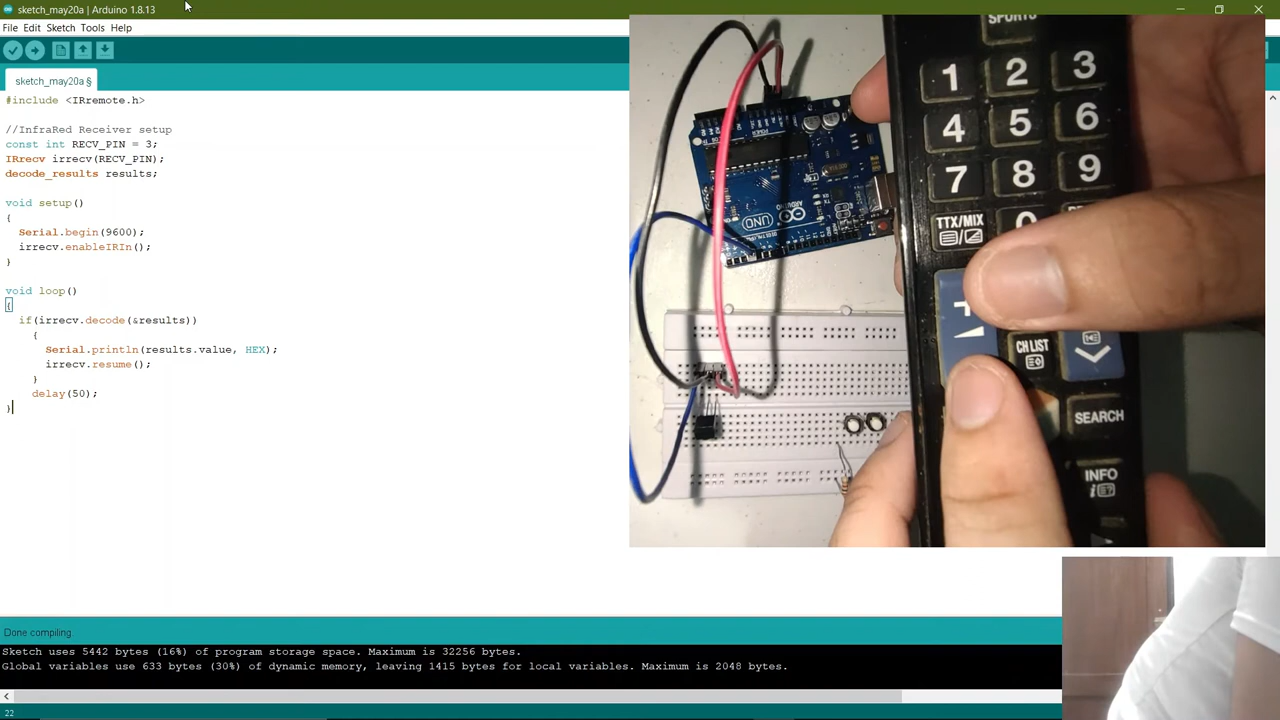 sketch_may20a | Arduino 1.8.13
File Edit Sketch Tools Help
sketch_may20a §
#include <IRremote.h>
//InfraRed Receiver setup
const int RECV_PIN = 3;
IRrecv irrecv(RECV_PIN);
decode_results results;
void setup()
{
Serial.begin(9600);
irrecv.enableIRIn();
}
void loop()
{
if(irrecv.decode(&results))
{
Serial.println(results.value, HEX);
irrecv.resume();
}
delay(50);
}
SPORTS
1 2 3
4 5 6
7 8 9
TTX/MIX 0
+
CH LIST
SEARCH
INFO
i
UNO
ARDUINO
POWER
Done compiling.
Sketch uses 5442 bytes (16%) of program storage space. Maximum is 32256 bytes.
Global variables use 633 bytes (30%) of dynamic memory, leaving 1415 bytes for local variables. Maximum is 2048 bytes.
22